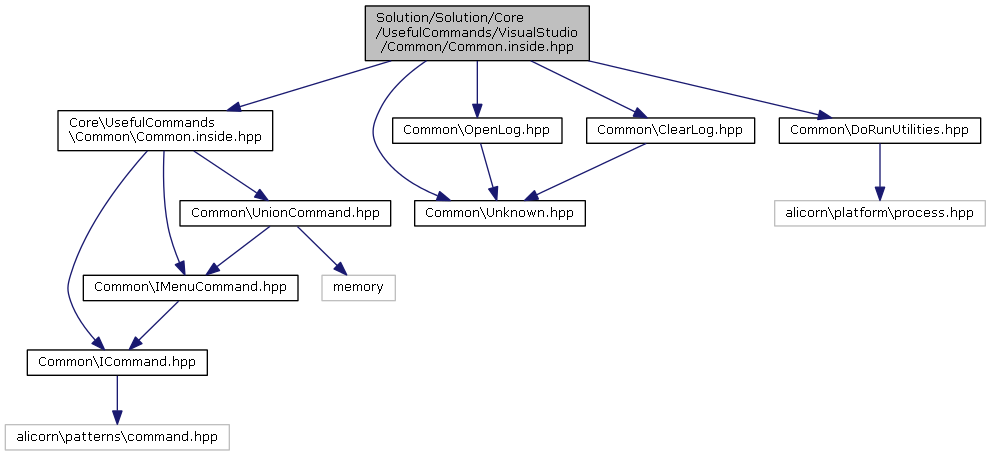 Solution/Solution/Core
/UsefulCommands/VisualStudio
/Common/Common.inside.hpp
Core\UsefulCommands
\Common\Common.inside.hpp
Common\OpenLog.hpp
Common\ClearLog.hpp
Common\DoRunUtilities.hpp
Common\UnionCommand.hpp
Common\Unknown.hpp
alicorn\platform\process.hpp
Common\IMenuCommand.hpp
memory
Common\ICommand.hpp
alicorn\patterns\command.hpp